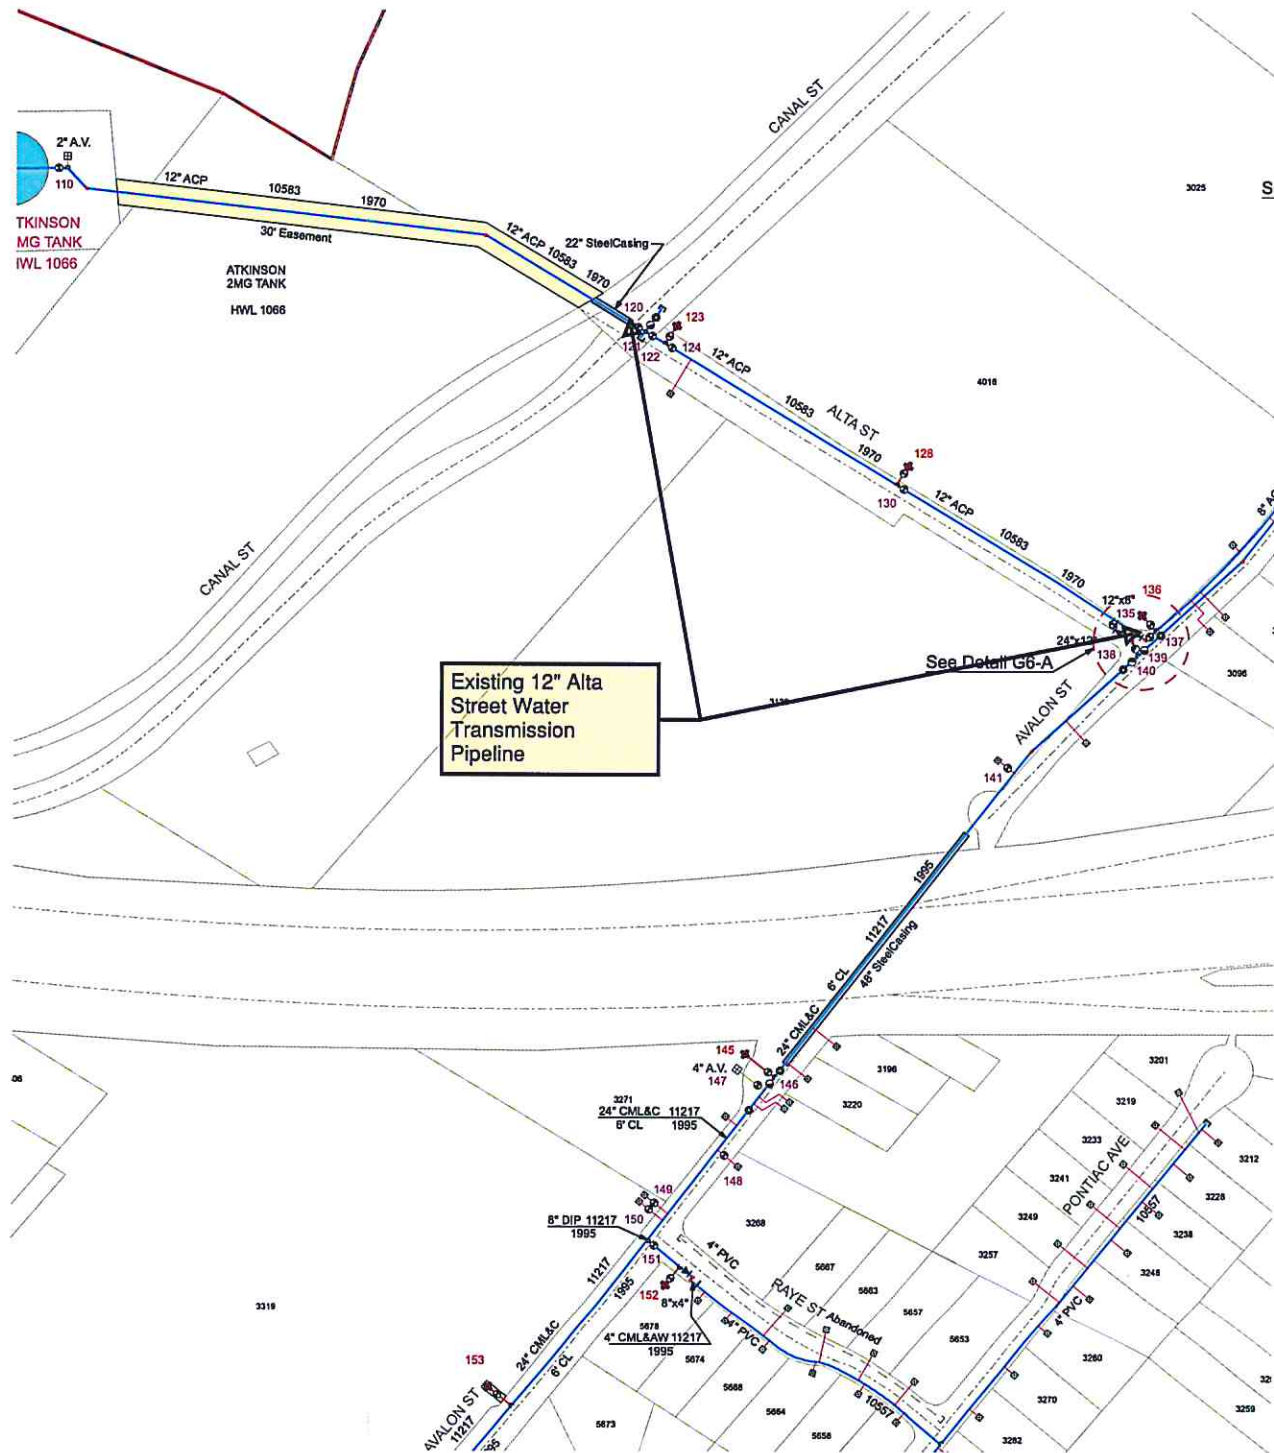 CANAL ST
2" A.V.
110
12" ACP
10583
1970
30' Easement
TKINSON
MG TANK
ATKINSON
2MG TANK
HWL 1066
12" ACP 10583
1970
22" SteelCasing
120
121
122
123
124
3025
S
4016
12" ACP
10583
ALTA ST
1970
128
130
12" ACP
10583
1970
8" AC
CANAL ST
12"x8"
135
136
137
138
139
140
See Detail G6-A
3096
AVALON ST
141
Existing 12" Alta
Street Water
Transmission
Pipeline
1995
11217
6' CL
48" SteelCasing
24" CML&C
145
4" A.V.
147
146
3196
3220
3271
24" CML&C 11217
6' CL 1995
148
149
150
8" DIP 11217
1995
151
152
8"x4"
4" CML&AW 11217
1995
3268
4" PVC
RAYE ST Abandoned
4" PVC
10557
5667
5663
5657
5653
5678
5674
5668
5664
5658
5673
3201
3219
3233
3241
3249
3257
PONTIAC AVE
10557
4" PVC
3212
3228
3238
3248
3260
3270
3282
3259
3319
11217
1995
24" CML&C
6' CL
153
AVALON ST
11217